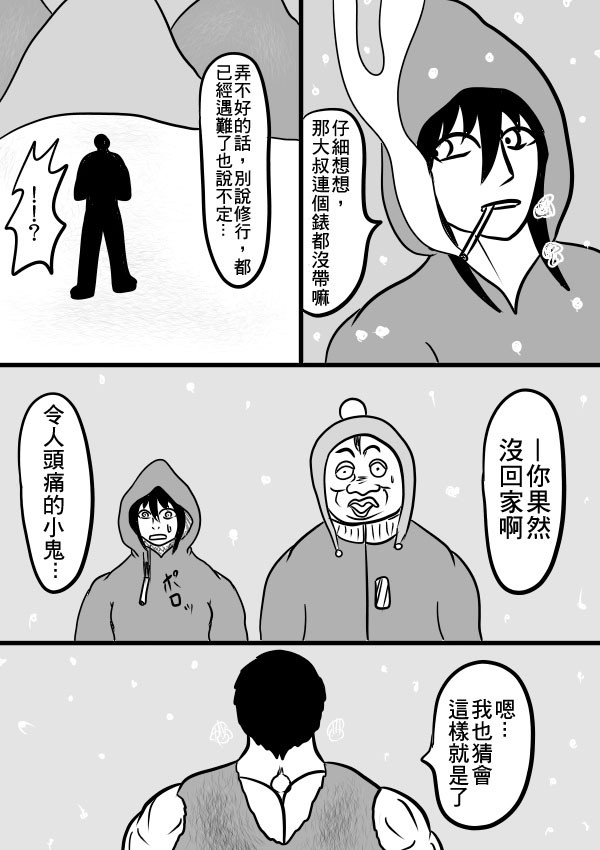 仔細想想，
那大叔連個錶都沒帶嘛
弄不好的話，別說修行，都
已經遇難了也說不定…
!!?
—你果然
沒回家啊
ポロッ
令人頭痛的小鬼…
嗯…
我也猜會
這樣就是了